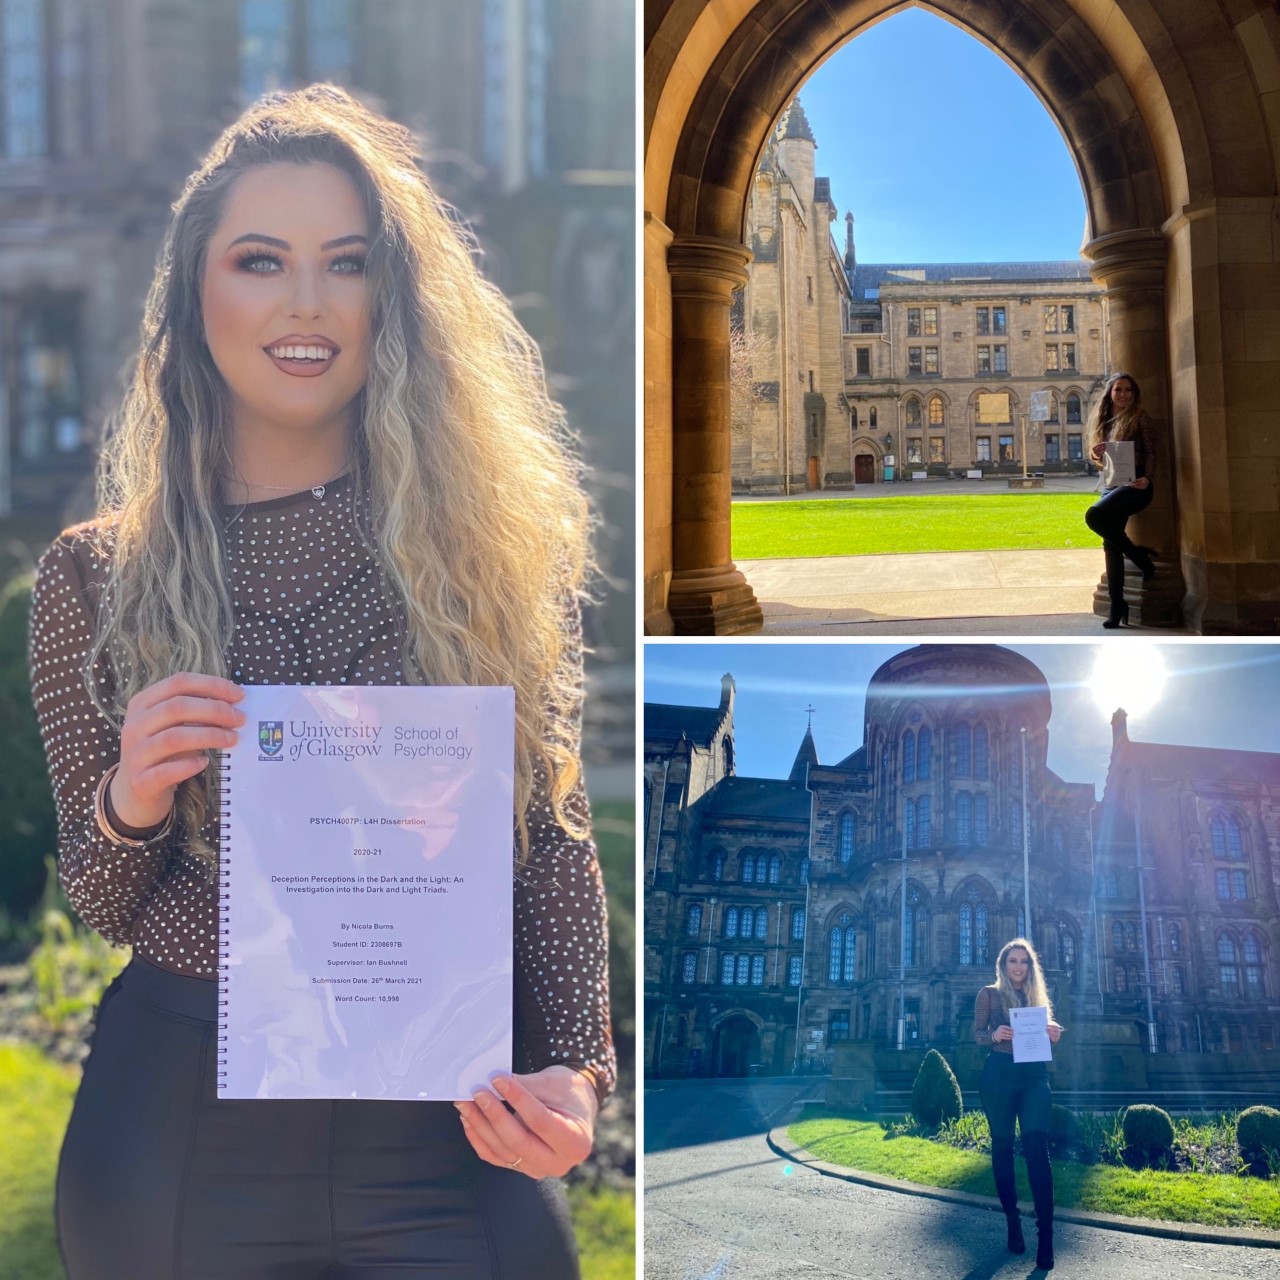 University of Glasgow
School of Psychology
PSYCH4007P: L4H Dissertation
2020-21
Deception Perceptions in the Dark and the Light: An
Investigation into the Dark and Light Triads.
By Nicola Burns
Student ID: 2308697B
Supervisor: Ian Bushnell
Submission Date: 26th March 2021
Word Count: 10,998